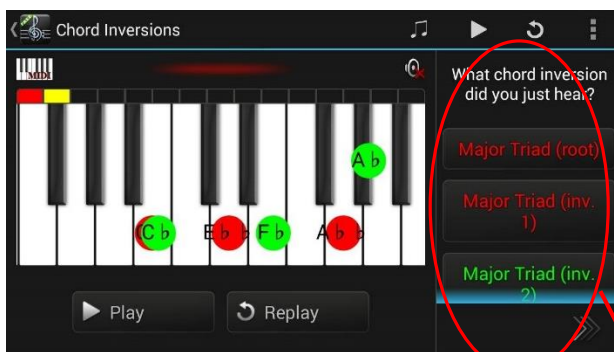 Chord Inversions
MIDI
What chord inversion
did you just hear?
A♭
C♭
E♭
♭
F♭
A♭
♭
Major Triad (root)
Major Triad (inv.
1)
Major Triad (inv.
2)
Play
Replay